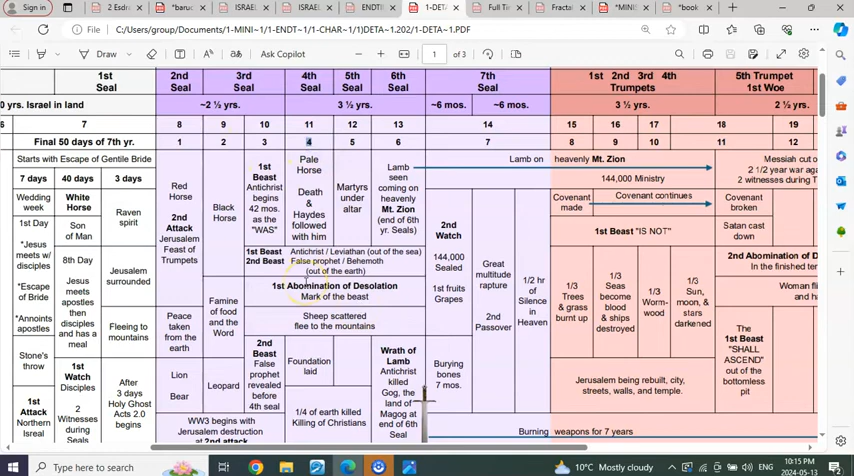 Sign in
2 Esdre
*baruc
ISRAEL
ISRAEL
ENDTIM
1-DETA
Full Tim
Fractal
*MINIE
*book
File
C:/Users/group/Documents/1-MINI~1/1-ENDT~1/1-CHAR~1/1)DETA~1.202/1-DETA~1.PDF
Draw
Ask Copilot
1 of 3
1st Seal
2nd Seal
3rd Seal
4th Seal
5th Seal
6th Seal
7th Seal
1st 2nd 3rd 4th Trumpets
5th Trumpet 1st Woe
0 yrs. Israel in land
~2 ½ yrs.
3 ½ yrs.
~6 mos.
~6 mos.
3 ½ yrs.
2 ½ yrs.
6 7 8 9 10 11 12 13 14 15 16 17 18 19
Final 50 days of 7th yr.
1 2 3 4 5 6 7 8 9 10 11 12
Starts with Escape of Gentile Bride
7 days
40 days
3 days
Wedding week
1st Day
*Jesus meets w/ disciples
*Escape of Bride
*Annoints apostles
Stone's throw
1st Attack
Northern Isreal
White Horse
Son of Man
8th Day
Jesus meets apostles then disciples and has a meal
1st Watch
Disciples
2 Witnesses during Seals
Raven spirit
Jerusalem surrounded
Fleeing to mountains
After 3 days Holy Ghost Acts 2.0 begins
Red Horse
2nd Attack
Jerusalem Feast of Trumpets
Peace taken from the earth
Lion
Bear
Black Horse
Famine of food and the Word
Leopard
WW3 begins with Jerusalem destruction at 2nd attack
1st Beast
Antichrist begins 42 mos. as the "WAS"
Pale Horse
Death & Haydes followed with him
Martyrs under altar
Lamb seen coming on heavenly Mt. Zion (end of 6th yr. Seals)
1st Beast Antichrist / Leviathan (out of the sea)
2nd Beast False prophet / Behemoth
(out of the earth)
1st Abomination of Desolation
Mark of the beast
Sheep scattered
flee to the mountains
2nd Beast
False prophet revealed before 4th seal
Foundation laid
1/4 of earth killed
Killing of Christians
Wrath of Lamb
Antichrist killed Gog, the land of Magog at end of 6th Seal
Lamb on heavenly Mt. Zion
2nd Watch
144,000 Sealed
1st fruits Grapes
Burying bones 7 mos.
Great multitude rapture
2nd Passover
1/2 hr of Silence in Heaven
Burning weapons for 7 years
144,000 Ministry
Covenant made
Covenant continues
1st Beast "IS NOT"
1/3 Trees & grass burnt up
1/3 Seas become blood & ships destroyed
1/3 Worm-wood
1/3 Sun, moon, & stars darkened
Jerusalem being rebuilt, city, streets, walls, and temple.
Messiah cut o
2 1/2 year war aga
2 witnesses during T
Covenant broken
Satan cast down
2nd Abomination of D
In the finished te
Woman fli
and hi
The 1st Beast "SHALL ASCEND" out of the bottomless pit
Type here to search
10°C Mostly cloudy
ENG
10:15 PM
2024-05-13